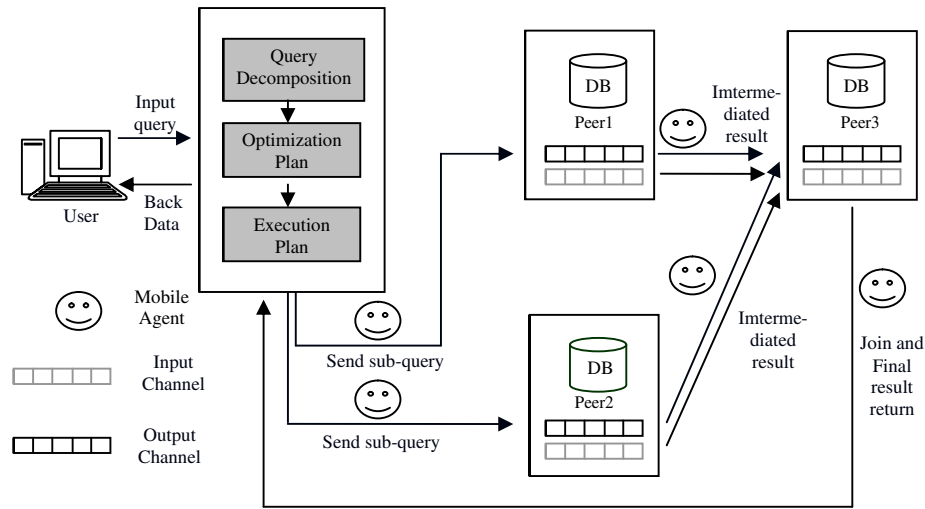 Query
Decomposition
Optimization
Plan
Execution
Plan
Input
query
Back
Data
User
Mobile
Agent
Input
Channel
Output
Channel
Send sub-query
Send sub-query
DB
Peer1
Imterme-
diated
result
DB
Peer3
DB
Peer2
Imterme-
diated
result
Join and
Final
result
return